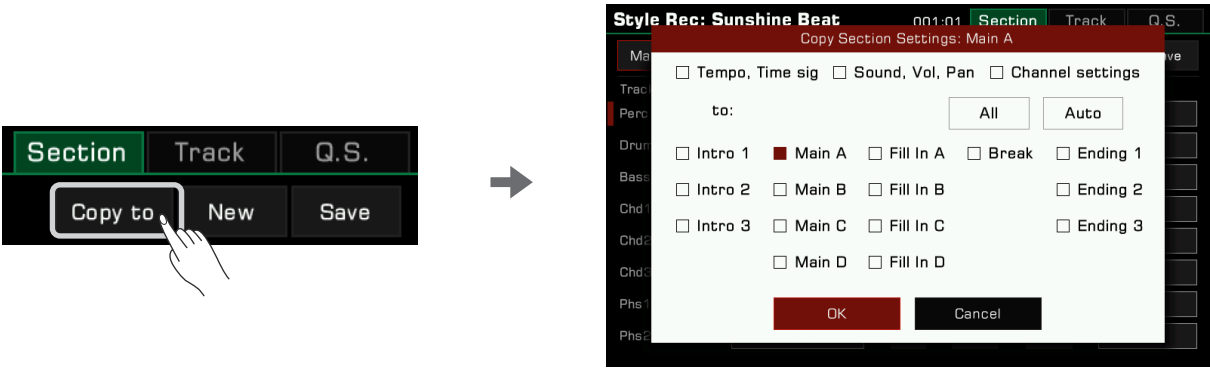 Section Track Q.S.
Copy to New Save
Style Rec: Sunshine Beat 001:01 Section Track Q.S.
Copy Section Settings: Main A
Ma ve
Tempo, Time sig Sound, Vol, Pan Channel settings
Trac
to: All Auto
Perc
Drum
Intro 1 Main A Fill In A Break Ending 1
Bass
Intro 2 Main B Fill In B Ending 2
Chd1
Intro 3 Main C Fill In C Ending 3
Chd2
Main D Fill In D
Chd3
Phs1
OK Cancel
Phs2